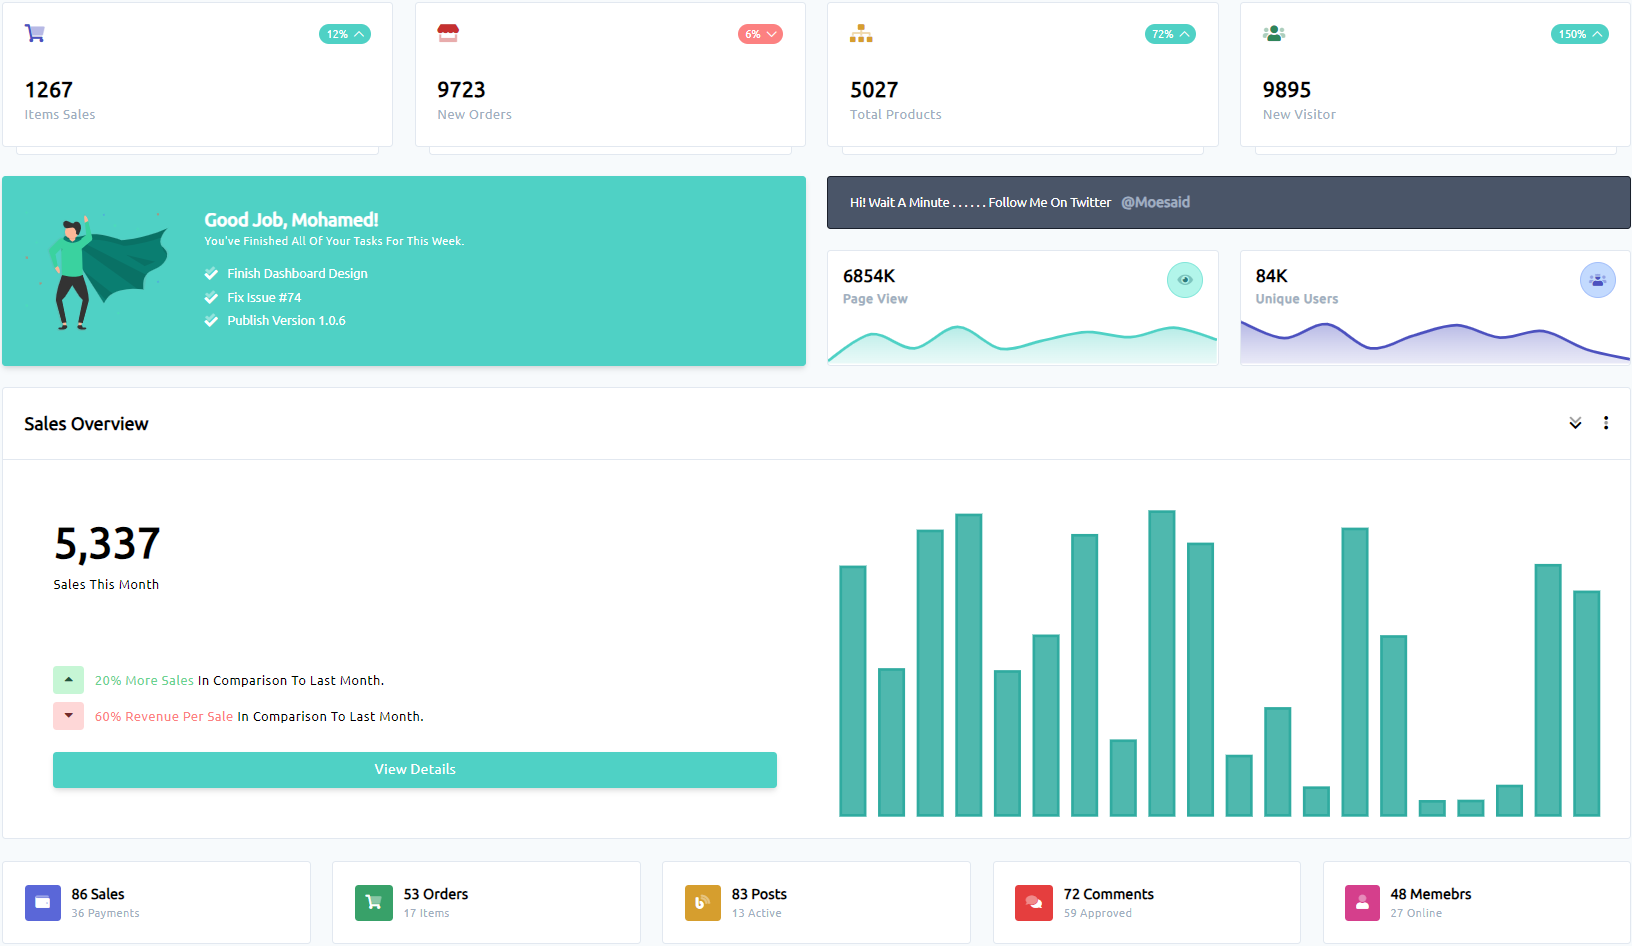 12%
6%
72%
150%
1267
9723
5027
9895
Items Sales
New Orders
Total Products
New Visitor
Good Job, Mohamed!
You've Finished All Of Your Tasks For This Week.
Finish Dashboard Design
Fix Issue #74
Publish Version 1.0.6
Hi! Wait A Minute . . . . . . Follow Me On Twitter @Moesaid
6854K
Page View
84K
Unique Users
Sales Overview
5,337
Sales This Month
20% More Sales In Comparison To Last Month.
60% Revenue Per Sale In Comparison To Last Month.
View Details
86 Sales
36 Payments
53 Orders
17 Items
83 Posts
13 Active
72 Comments
59 Approved
48 Memebrs
27 Online